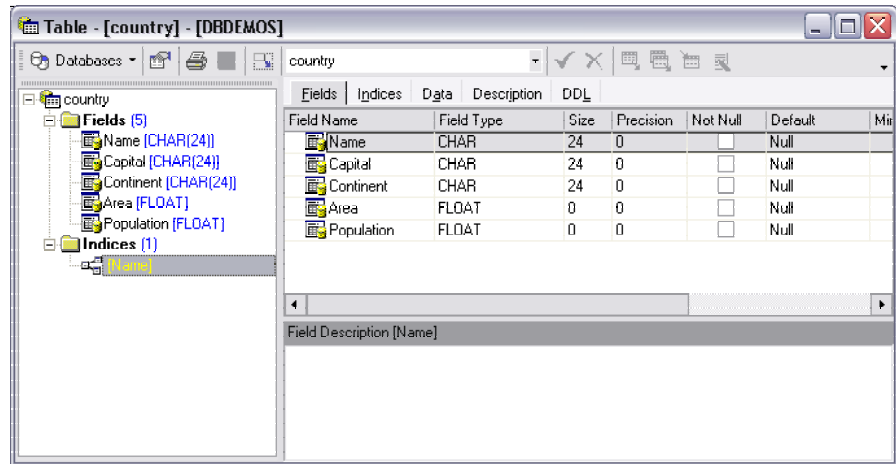 Table - [country] - [DBDEMOS]
Databases country
country
Fields (5)
Name [CHAR(24)]
Capital [CHAR(24)]
Continent [CHAR(24)]
Area [FLOAT]
Population [FLOAT]
Indices (1)
[Name]
Fields Indices Data Description DDL
Field Name Field Type Size Precision Not Null Default Mir
Name CHAR 24 0 Null
Capital CHAR 24 0 Null
Continent CHAR 24 0 Null
Area FLOAT 0 0 Null
Population FLOAT 0 0 Null
Field Description [Name]